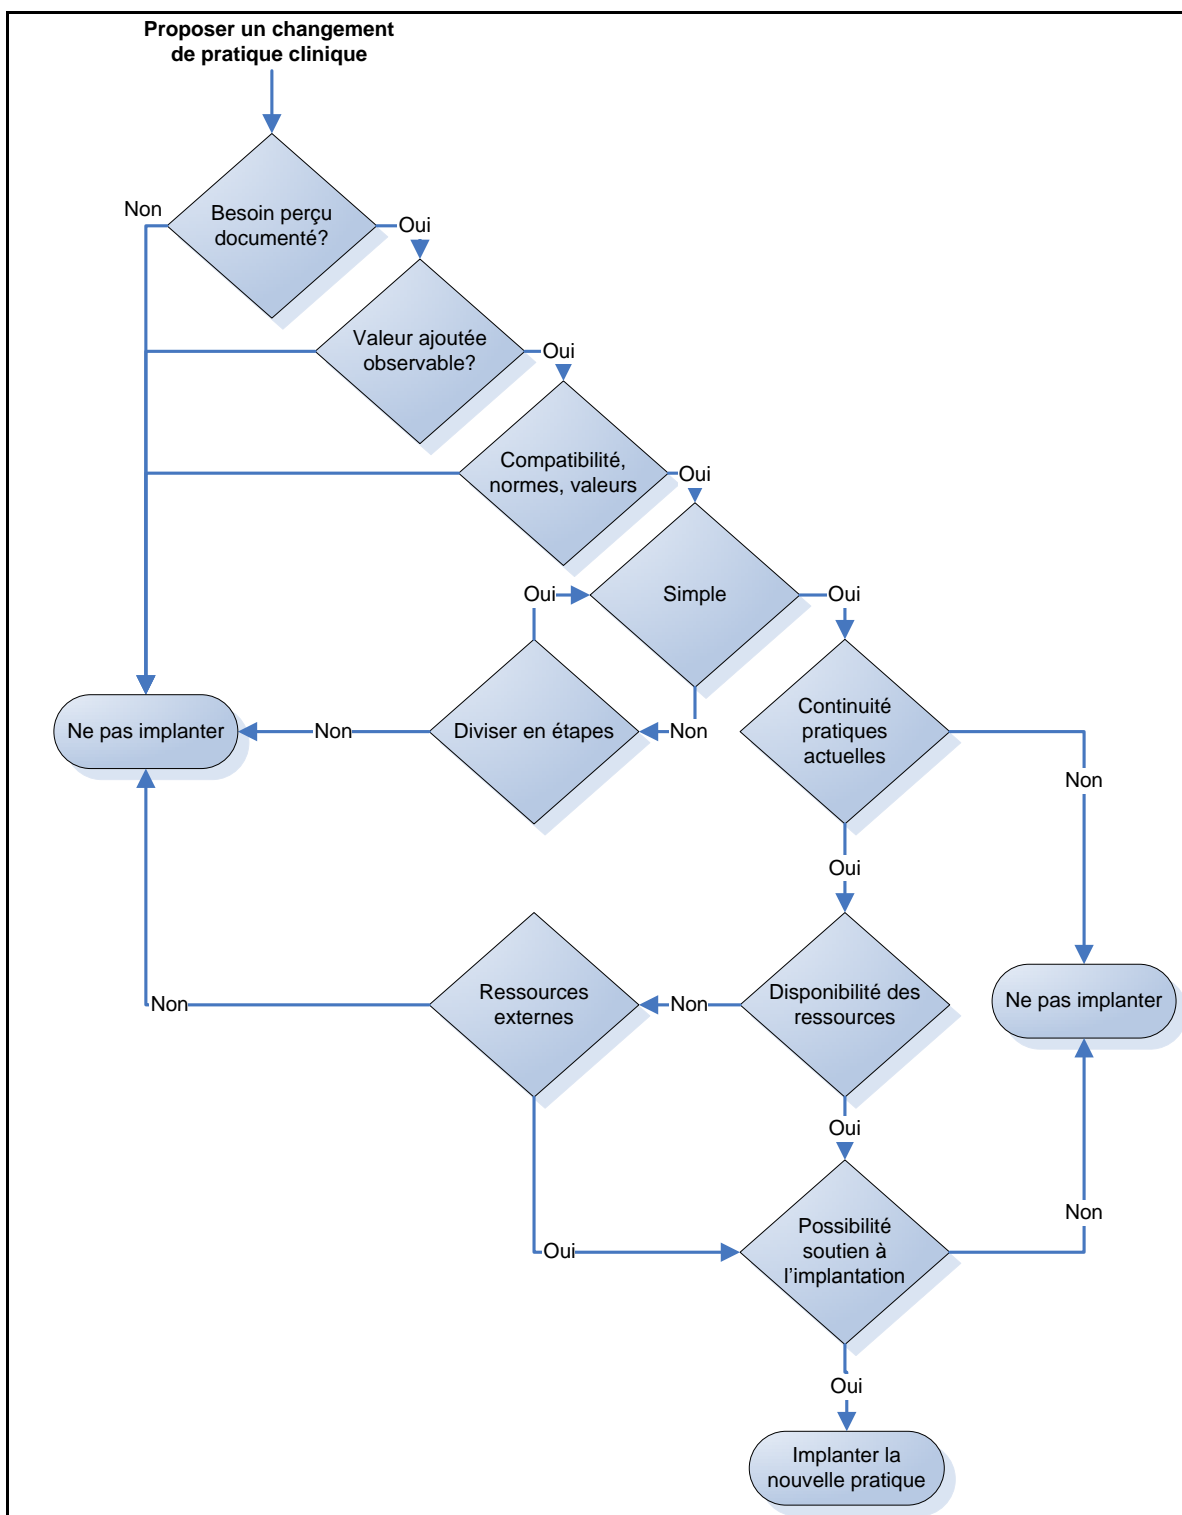 Proposer un changement
de pratique clinique
Non
Besoin perçu
documenté?
Oui
Valeur ajoutée
observable?
Oui
Compatibilité,
normes, valeurs
Oui
Oui
Simple
Oui
Ne pas implanter
Non
Diviser en étapes
Non
Continuité
pratiques
actuelles
Non
Oui
Non
Ressources
externes
Non
Disponibilité des
ressources
Ne pas implanter
Oui
Oui
Possibilité
soutien à
l’implantation
Non
Oui
Implanter la
nouvelle pratique